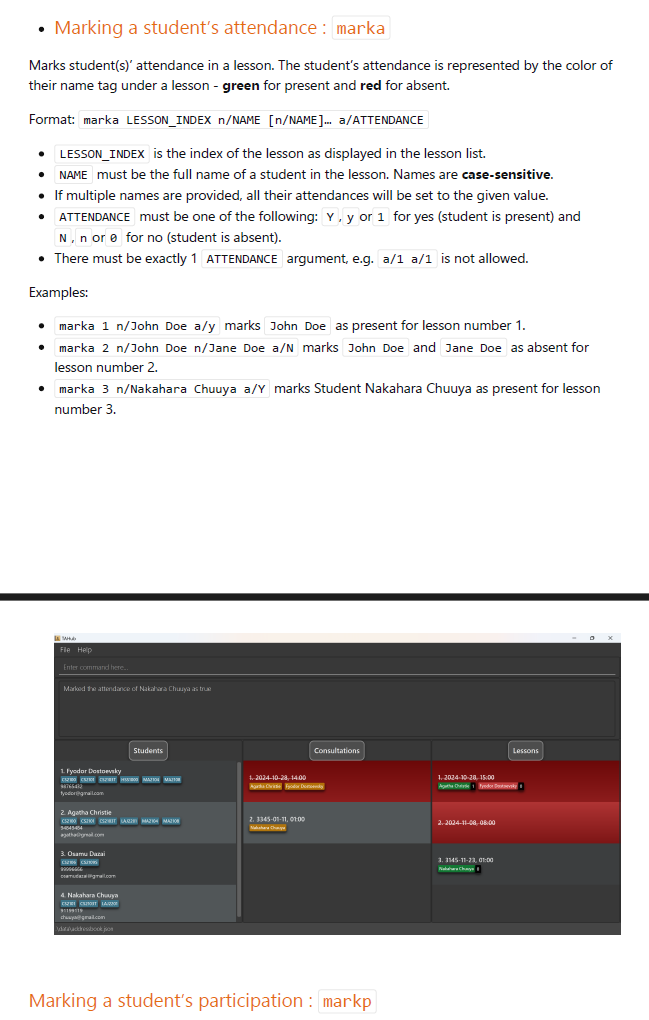 Marking a student's attendance : marka
Marks student(s)' attendance in a lesson. The student's attendance is represented by the color of
their name tag under a lesson - green for present and red for absent.
Format: marka LESSON_INDEX n/NAME [n/NAME]… a/ATTENDANCE
LESSON_INDEX is the index of the lesson as displayed in the lesson list.
NAME must be the full name of a student in the lesson. Names are case-sensitive.
If multiple names are provided, all their attendances will be set to the given value.
ATTENDANCE must be one of the following: Y , y or 1 for yes (student is present) and
N , n or 0 for no (student is absent).
There must be exactly 1 ATTENDANCE argument, e.g. a/1 a/1 is not allowed.
Examples:
marka 1 n/John Doe a/y marks John Doe as present for lesson number 1.
marka 2 n/John Doe n/Jane Doe a/N marks John Doe and Jane Doe as absent for
lesson number 2.
marka 3 n/Nakahara Chuuya a/Y marks Student Nakahara Chuuya as present for lesson
number 3.
TAHub
File Help
Enter command here...
Marked the attendance of Nakahara Chuuya as true
Students
1. Fyodor Dostoevsky
CS2100 CS2101 CS2103T HSI1000 MA2104 MA2108
98765432
fyodor@gmail.com
2. Agatha Christie
CS2100 CS2101 CS2103T LAJ2201 MA2104 MA2108
94849484
agatha@gmail.com
3. Osamu Dazai
CS2100
osamudazai@gmail.com
4. Nakahara Chuuya
CS2101 CS2103T LAJ2201
chuuya@gmail.com
Consultations
1. 2024-10-28, 14:00
Agatha Christie Fyodor Dostoevsky
2. 3345-01-11, 01:00
Nakahara Chuuya
Lessons
1. 2024-10-28, 15:00
Agatha Christie 1 Fyodor Dostoevsky 0
2. 2024-11-08, 08:00
3. 3145-11-23, 01:00
Nakahara Chuuya 0
\data\addressbook.json
Marking a student's participation : markp